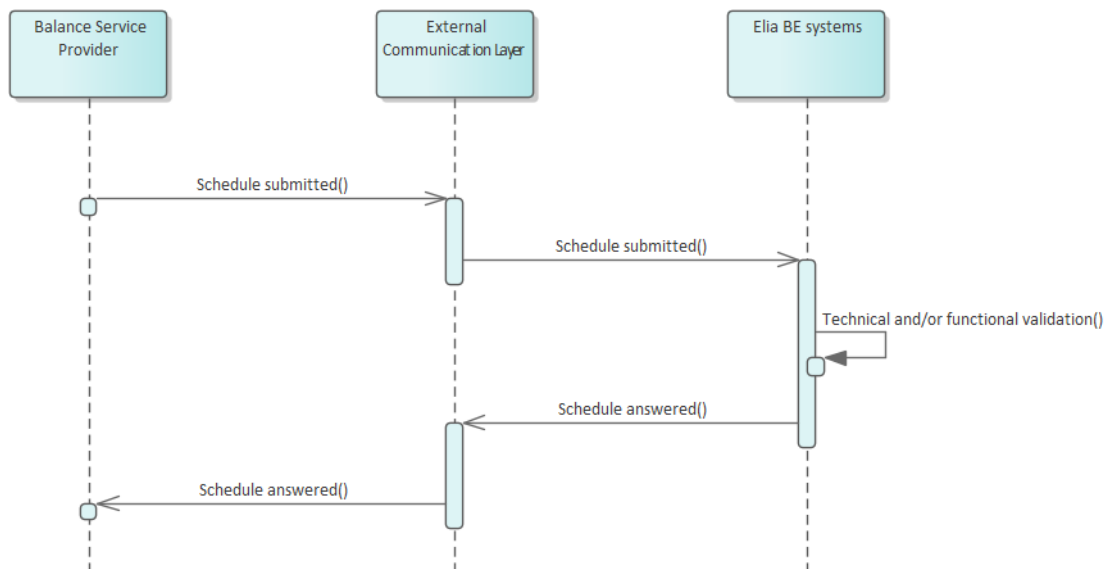 Balance Service
Provider
External
Communication Layer
Elia BE systems
Schedule submitted()
Schedule submitted()
Technical and/or functional validation()
Schedule answered()
Schedule answered()